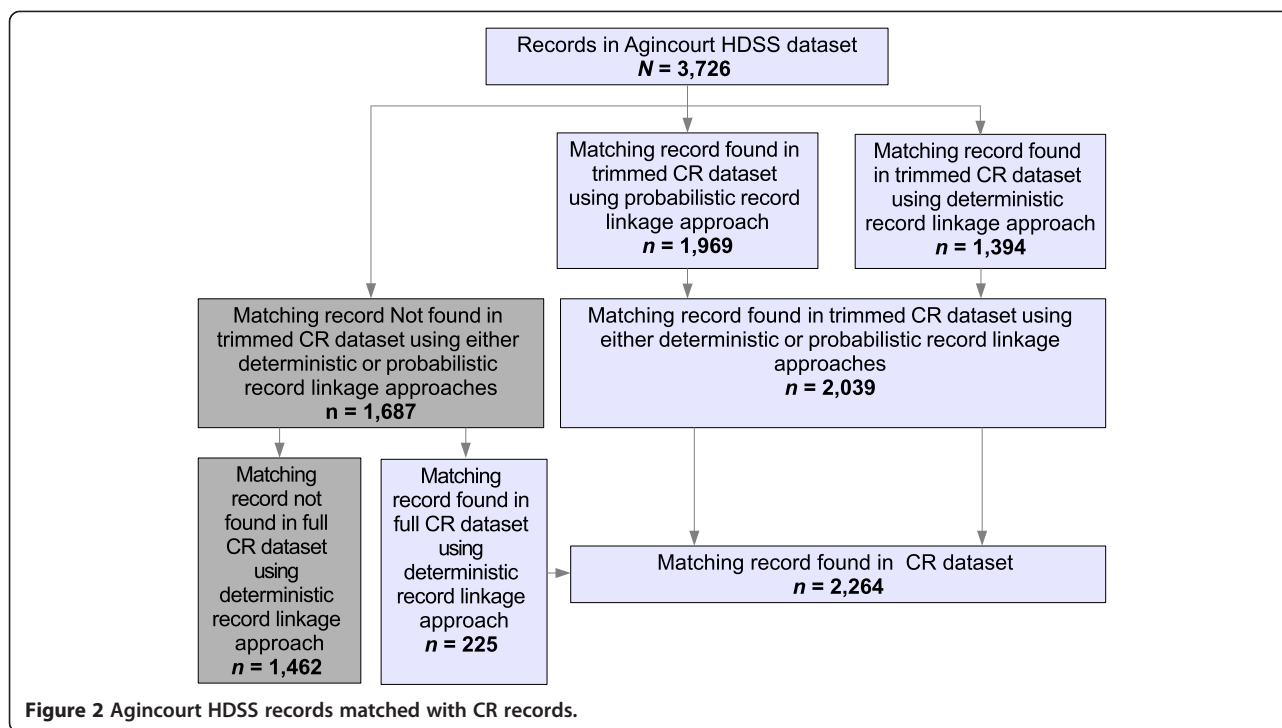 Records in Agincourt HDSS dataset
N = 3,726
Matching record found in
trimmed CR dataset
using probabilistic record
linkage approach
n = 1,969
Matching record found
in trimmed CR dataset
using deterministic
record linkage approach
n = 1,394
Matching record Not found in
trimmed CR dataset using either
deterministic or probabilistic
record linkage approaches
n = 1,687
Matching record found in trimmed CR dataset using
either deterministic or probabilistic record linkage
approaches
n = 2,039
Matching
record not
found in full
CR dataset
using
deterministic
record linkage
approach
n = 1,462
Matching
record found in
full CR dataset
using
deterministic
record linkage
approach
n = 225
Matching record found in CR dataset
n = 2,264
Figure 2 Agincourt HDSS records matched with CR records.